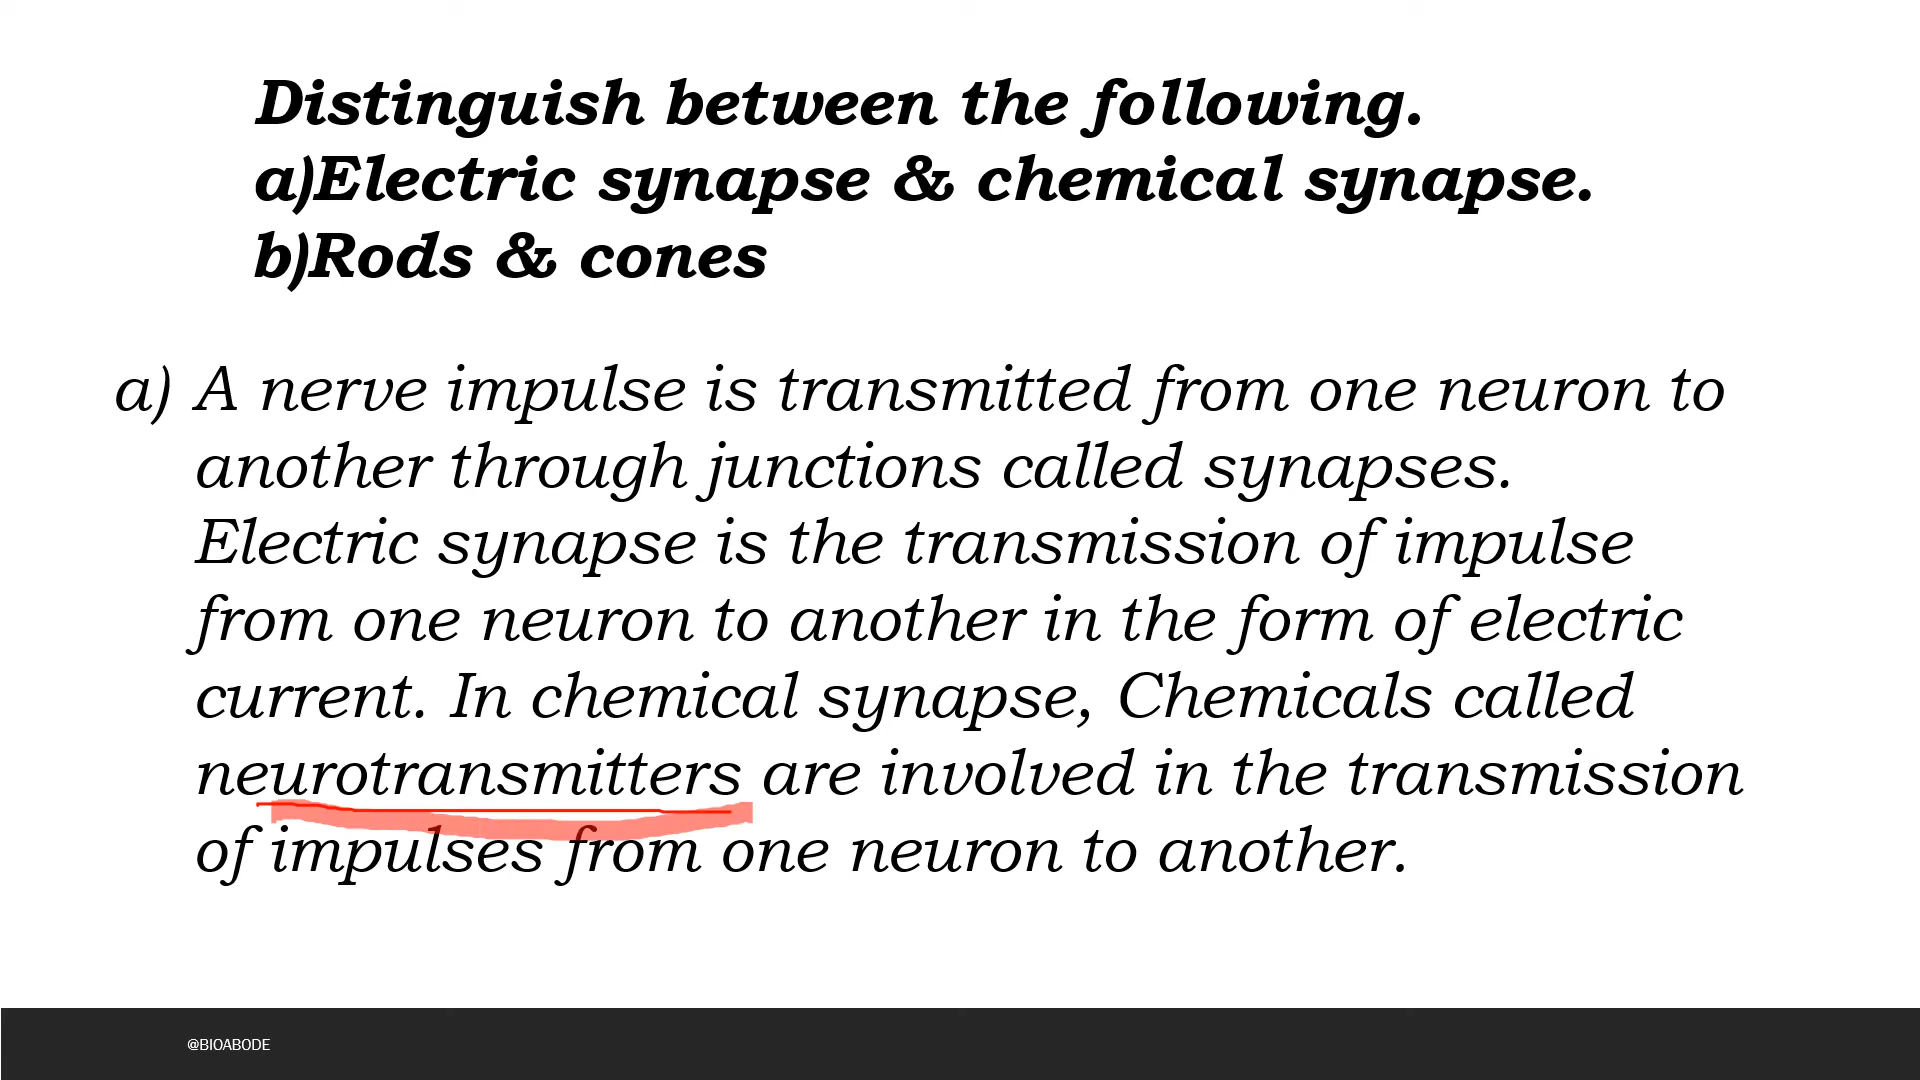 Distinguish between the following.
a)Electric synapse & chemical synapse.
b)Rods & cones
a) A nerve impulse is transmitted from one neuron to
another through junctions called synapses.
Electric synapse is the transmission of impulse
from one neuron to another in the form of electric
current. In chemical synapse, Chemicals called
neurotransmitters are involved in the transmission
of impulses from one neuron to another.
@BIOABODE